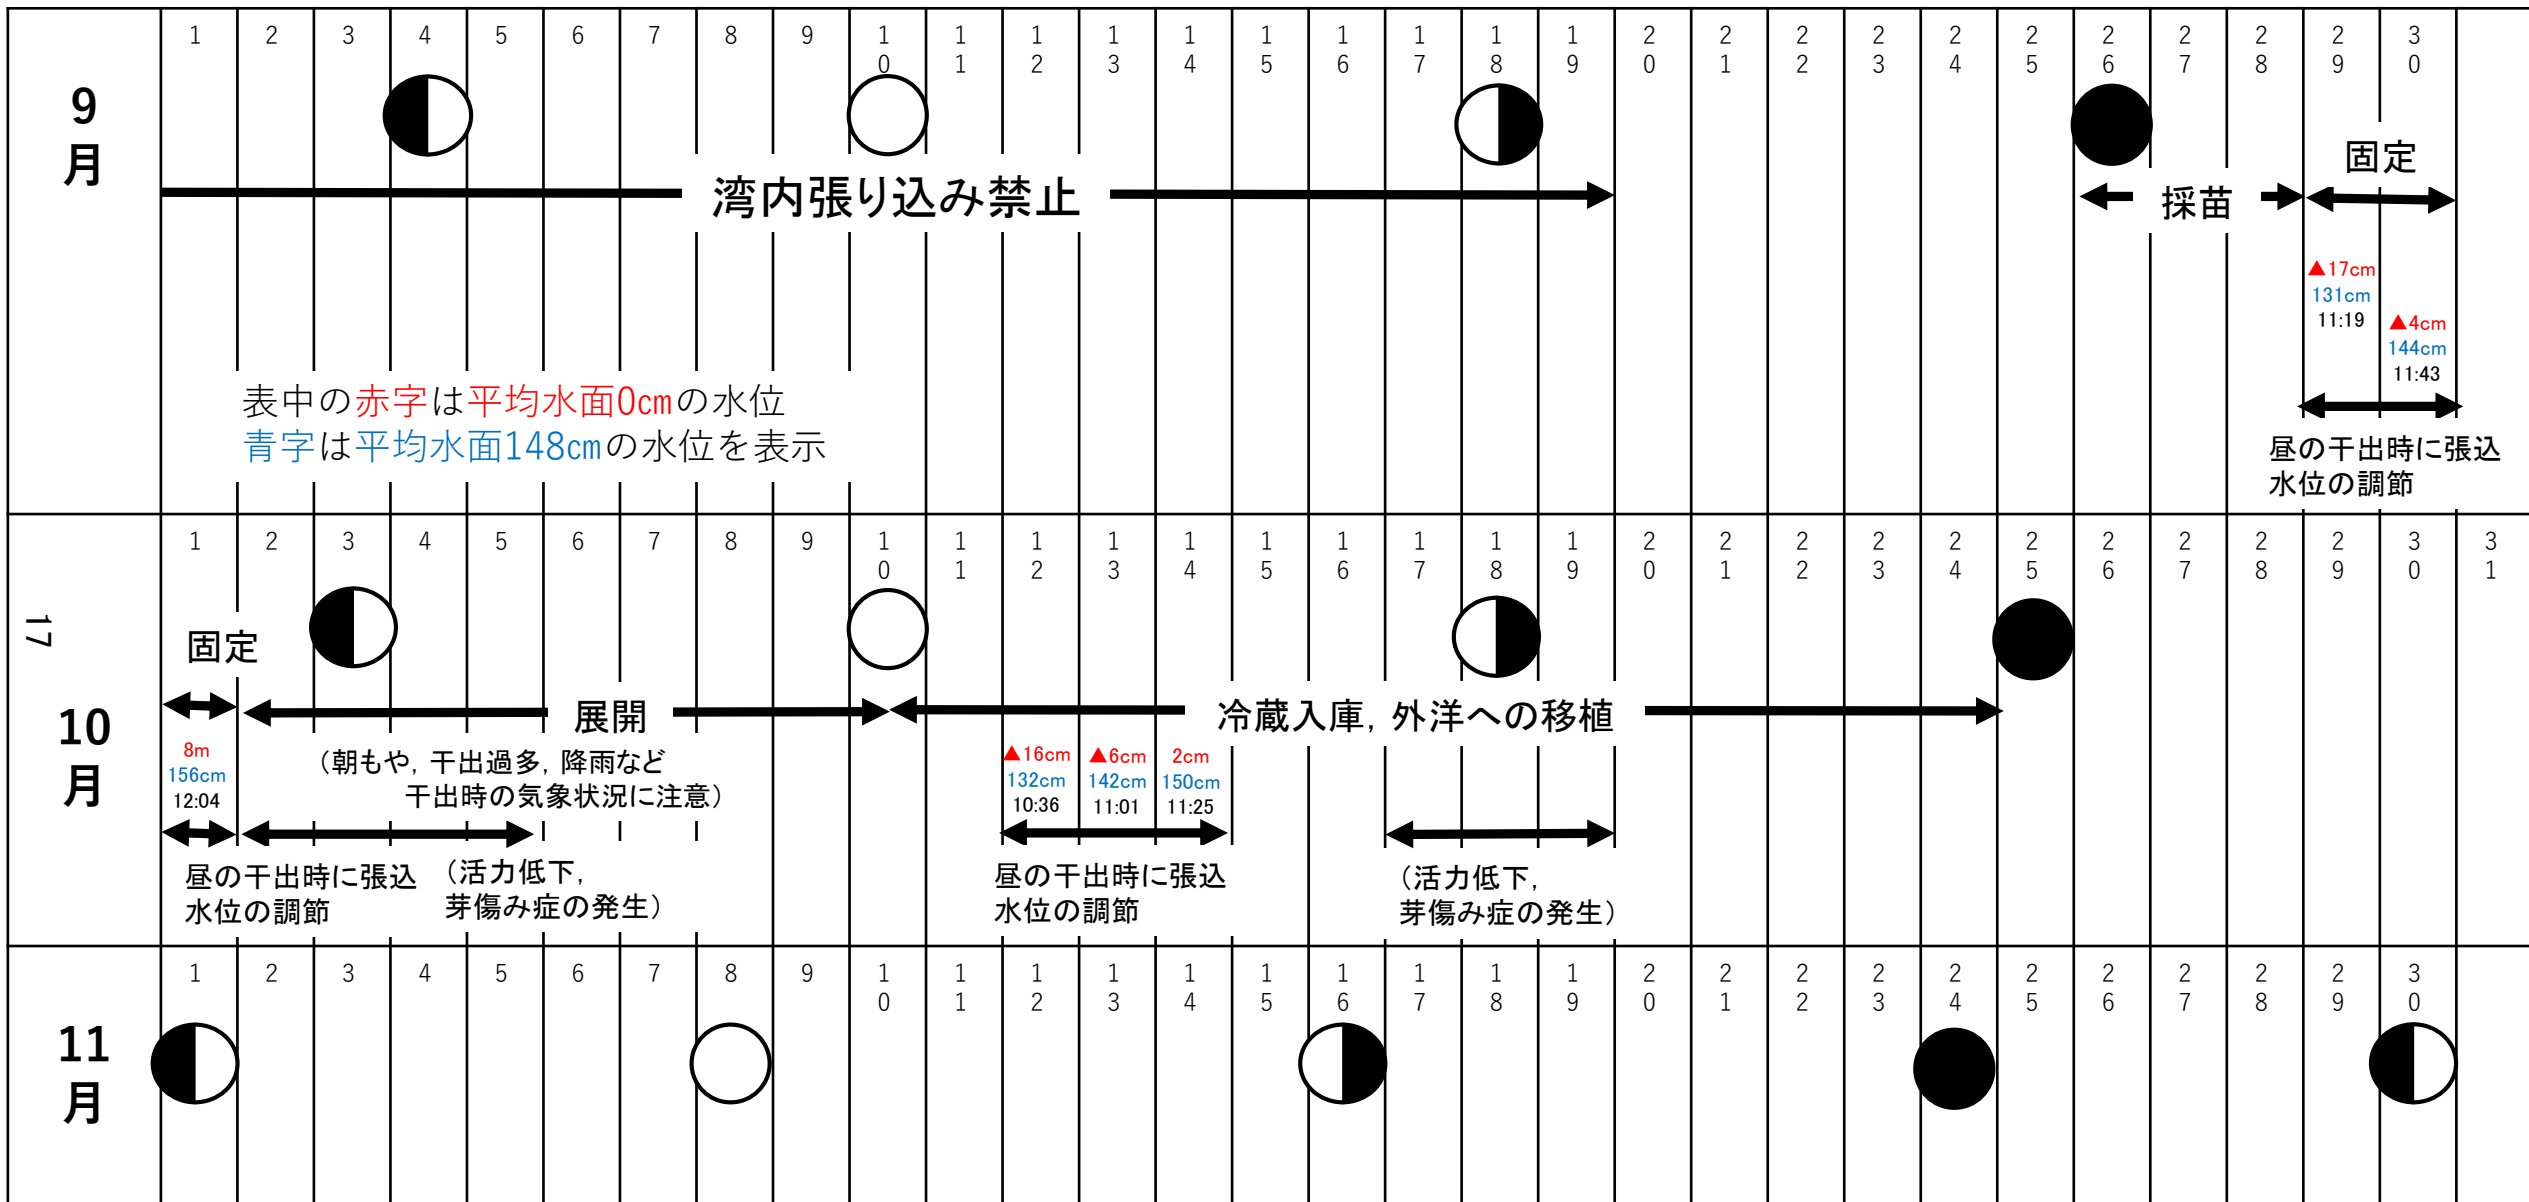 1 2 3 4 5 6 7 8 9 10 11 12 13 14 15 16 17 18 19 20 21 22 23 24 25 26 27 28 29 30
9月
固定
湾内張り込み禁止
採苗
▲17cm
131cm
11:19
▲4cm
144cm
11:43
表中の赤字は平均水面0cmの水位
青字は平均水面148cmの水位を表示
昼の干出時に張込
水位の調節
1 2 3 4 5 6 7 8 9 10 11 12 13 14 15 16 17 18 19 20 21 22 23 24 25 26 27 28 29 30 31
17
10月
固定
展開
冷蔵入庫，外洋への移植
8m
156cm
12:04
（朝もや，干出過多，降雨など
干出時の気象状況に注意）
▲16cm
132cm
10:36
▲6cm
142cm
11:01
2cm
150cm
11:25
昼の干出時に張込
水位の調節
（活力低下，
芽傷み症の発生）
昼の干出時に張込
水位の調節
（活力低下，
芽傷み症の発生）
1 2 3 4 5 6 7 8 9 10 11 12 13 14 15 16 17 18 19 20 21 22 23 24 25 26 27 28 29 30
11月